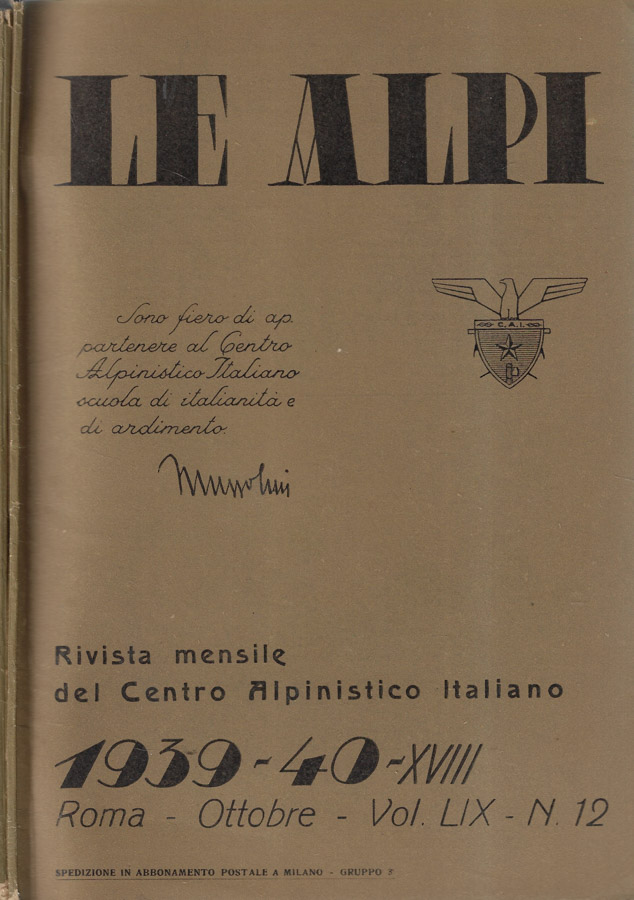 LE ALPI
Sono fiero di ap.
partenere al Centro
Alpinistico Italiano
scuola di italianità e
di ardimento.
Mussolini
C.A.I.
Rivista mensile
del Centro Alpinistico Italiano
1939-40-XVIII
Roma - Ottobre - Vol. LIX - N. 12
SPEDIZIONE IN ABBONAMENTO POSTALE A MILANO - GRUPPO 3